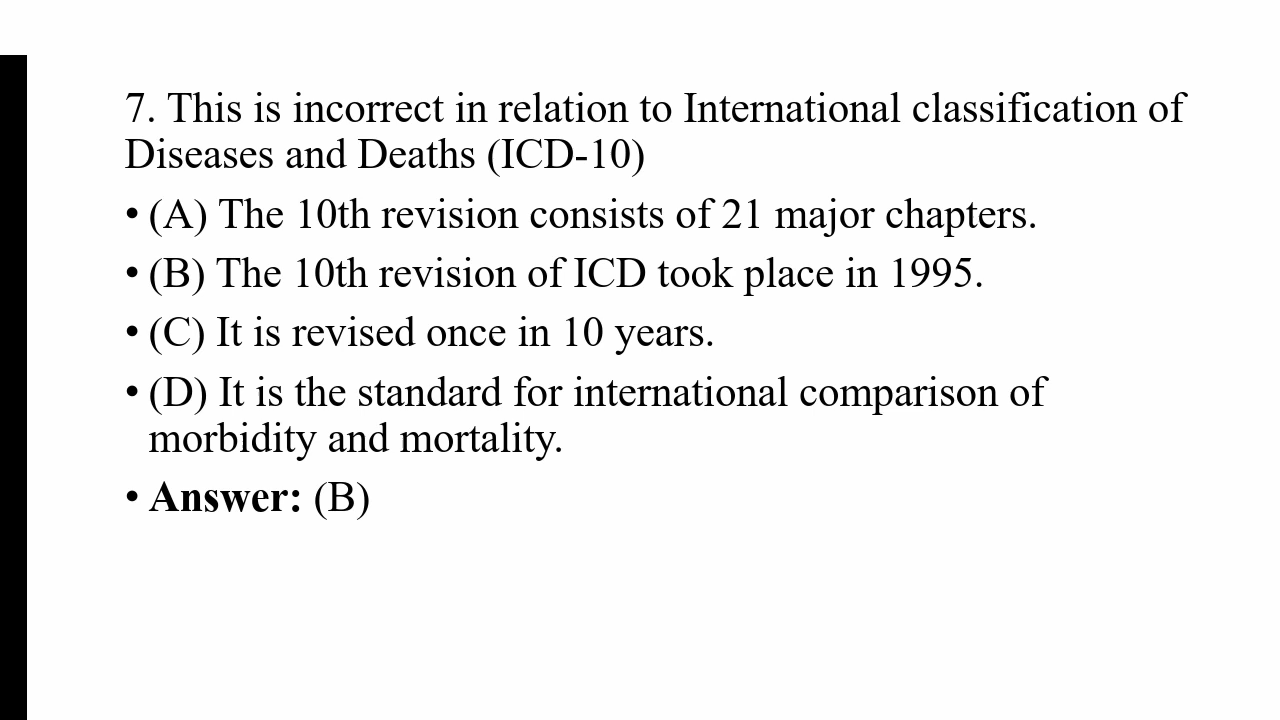 7. This is incorrect in relation to International classification of
Diseases and Deaths (ICD-10)
• (A) The 10th revision consists of 21 major chapters.
• (B) The 10th revision of ICD took place in 1995.
• (C) It is revised once in 10 years.
• (D) It is the standard for international comparison of
morbidity and mortality.
• Answer: (B)